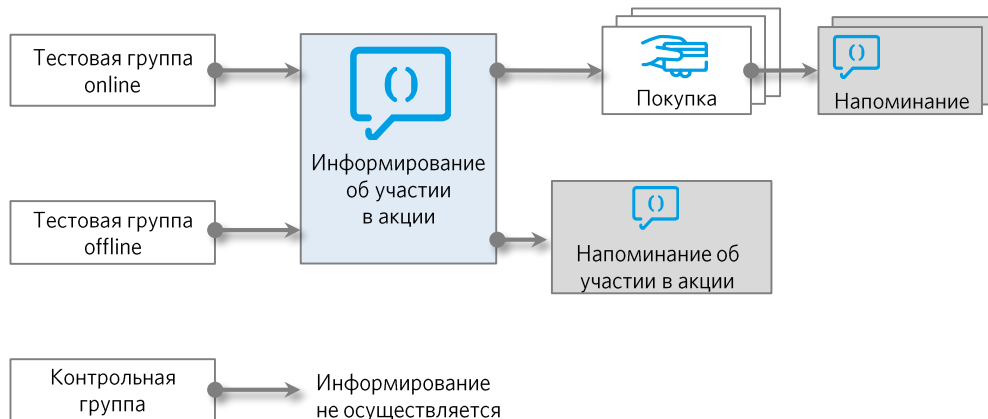 Тестовая группа
online
Информирование
об участии
в акции
Покупка
Напоминание
Тестовая группа
offline
Напоминание об
участии в акции
Контрольная
группа
Информирование
не осуществляется